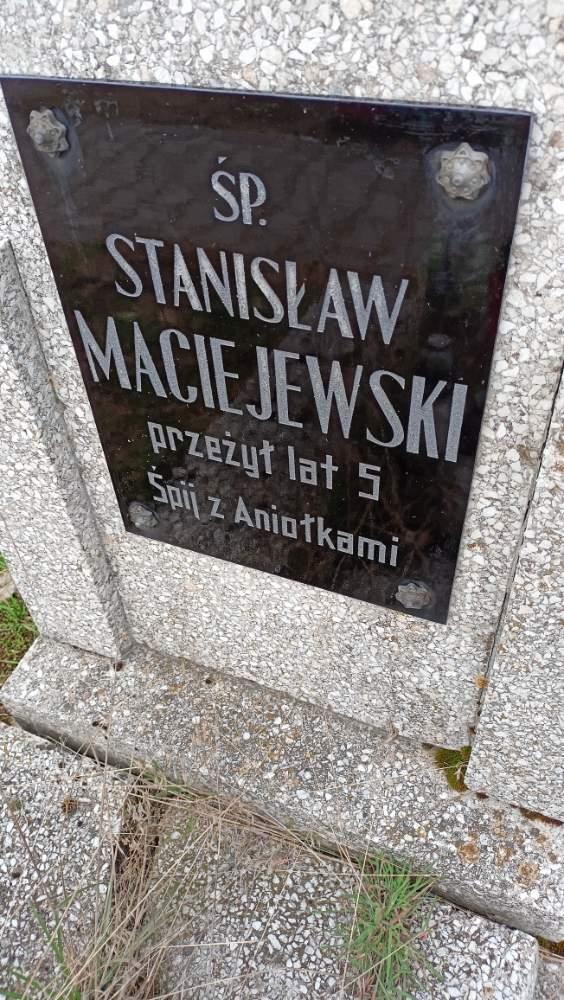 ŚP.
STANISŁAW
MACIEJEWSKI
przeżył lat 5
Śpij z Aniołkami